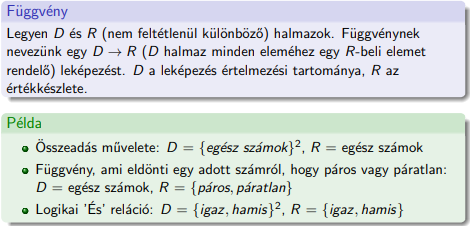 Függvény
Legyen D és R (nem feltétlenül különböző) halmazok. Függvénynek
nevezünk egy D → R (D halmaz minden eleméhez egy R-beli elemet
rendelő) leképezést. D a leképezés értelmezési tartománya, R az
értékkészlete.
Példa
Összeadás művelete: D = {egész számok}², R = egész számok
Függvény, ami eldönti egy adott számról, hogy páros vagy páratlan:
D = egész számok, R = {páros, páratlan}
Logikai 'És' reláció: D = {igaz, hamis}², R = {igaz, hamis}